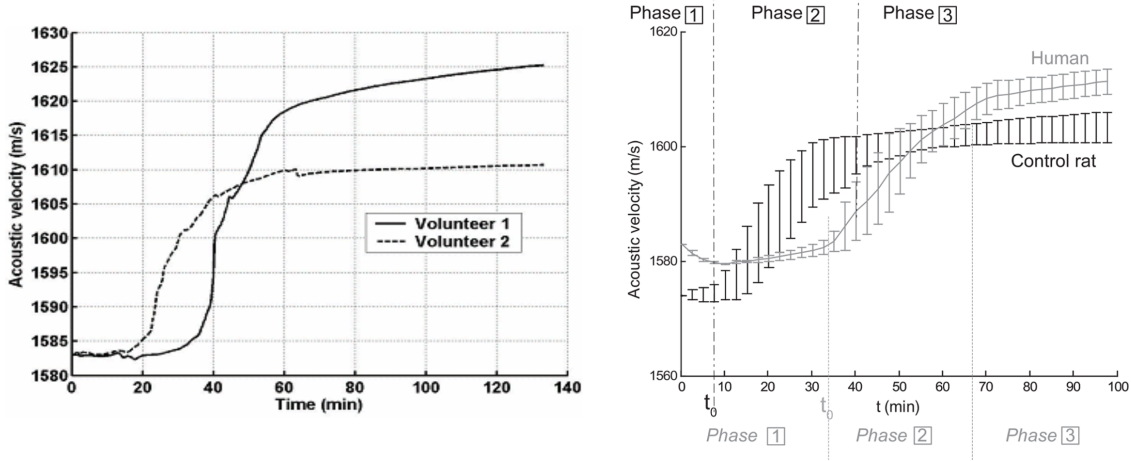 1630
1625
1620
1615
1610
1605
1600
1595
1590
1585
1580
0 20 40 60 80 100 120 140
Acoustic velocity (m/s)
Time (min)
Volunteer 1
Volunteer 2
Phase 1 Phase 2 Phase 3
1620
1600
1580
1560
Acoustic velocity (m/s)
Human
Control rat
0 10 20 30 40 50 60 70 80 90 100
t0 t0 t (min)
Phase 1 Phase 2 Phase 3